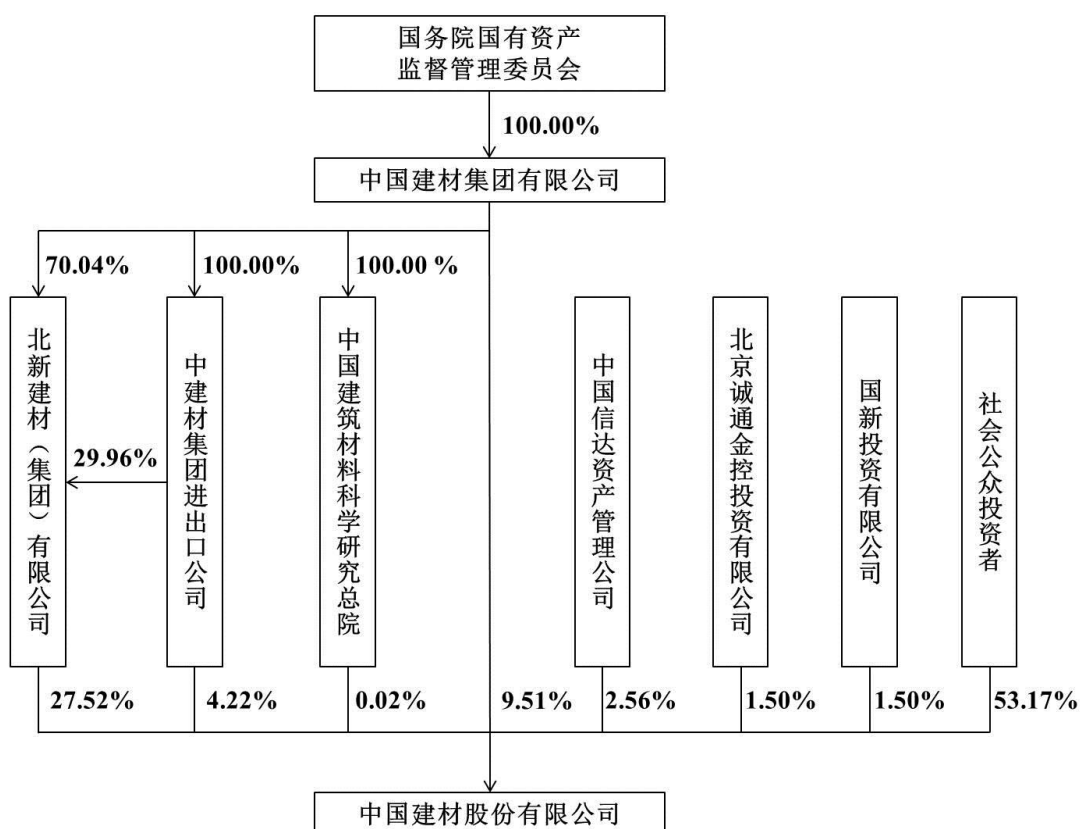 国务院国有资产
监督管理委员会
100.00%
中国建材集团有限公司
70.04%
100.00%
100.00 %
北新建材（集团）有限公司
29.96%
中建材集团进出口公司
中国建筑材料科学研究总院
中国信达资产管理公司
北京诚通金控投资有限公司
国新投资有限公司
社会公众投资者
27.52%
4.22%
0.02%
9.51%
2.56%
1.50%
1.50%
53.17%
中国建材股份有限公司